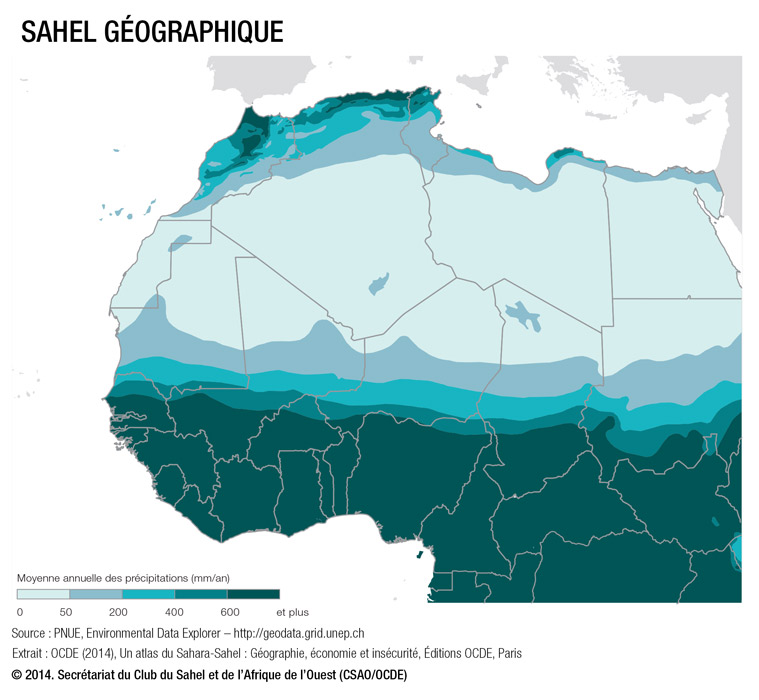 SAHEL GÉOGRAPHIQUE
Moyenne annuelle des précipitations (mm/an)
0 50 200 400 600 et plus
Source : PNUE, Environmental Data Explorer – http://geodata.grid.unep.ch
Extrait : OCDE (2014), Un atlas du Sahara-Sahel : Géographie, économie et insécurité, Éditions OCDE, Paris
© 2014. Secrétariat du Club du Sahel et de l’Afrique de l’Ouest (CSAO/OCDE)